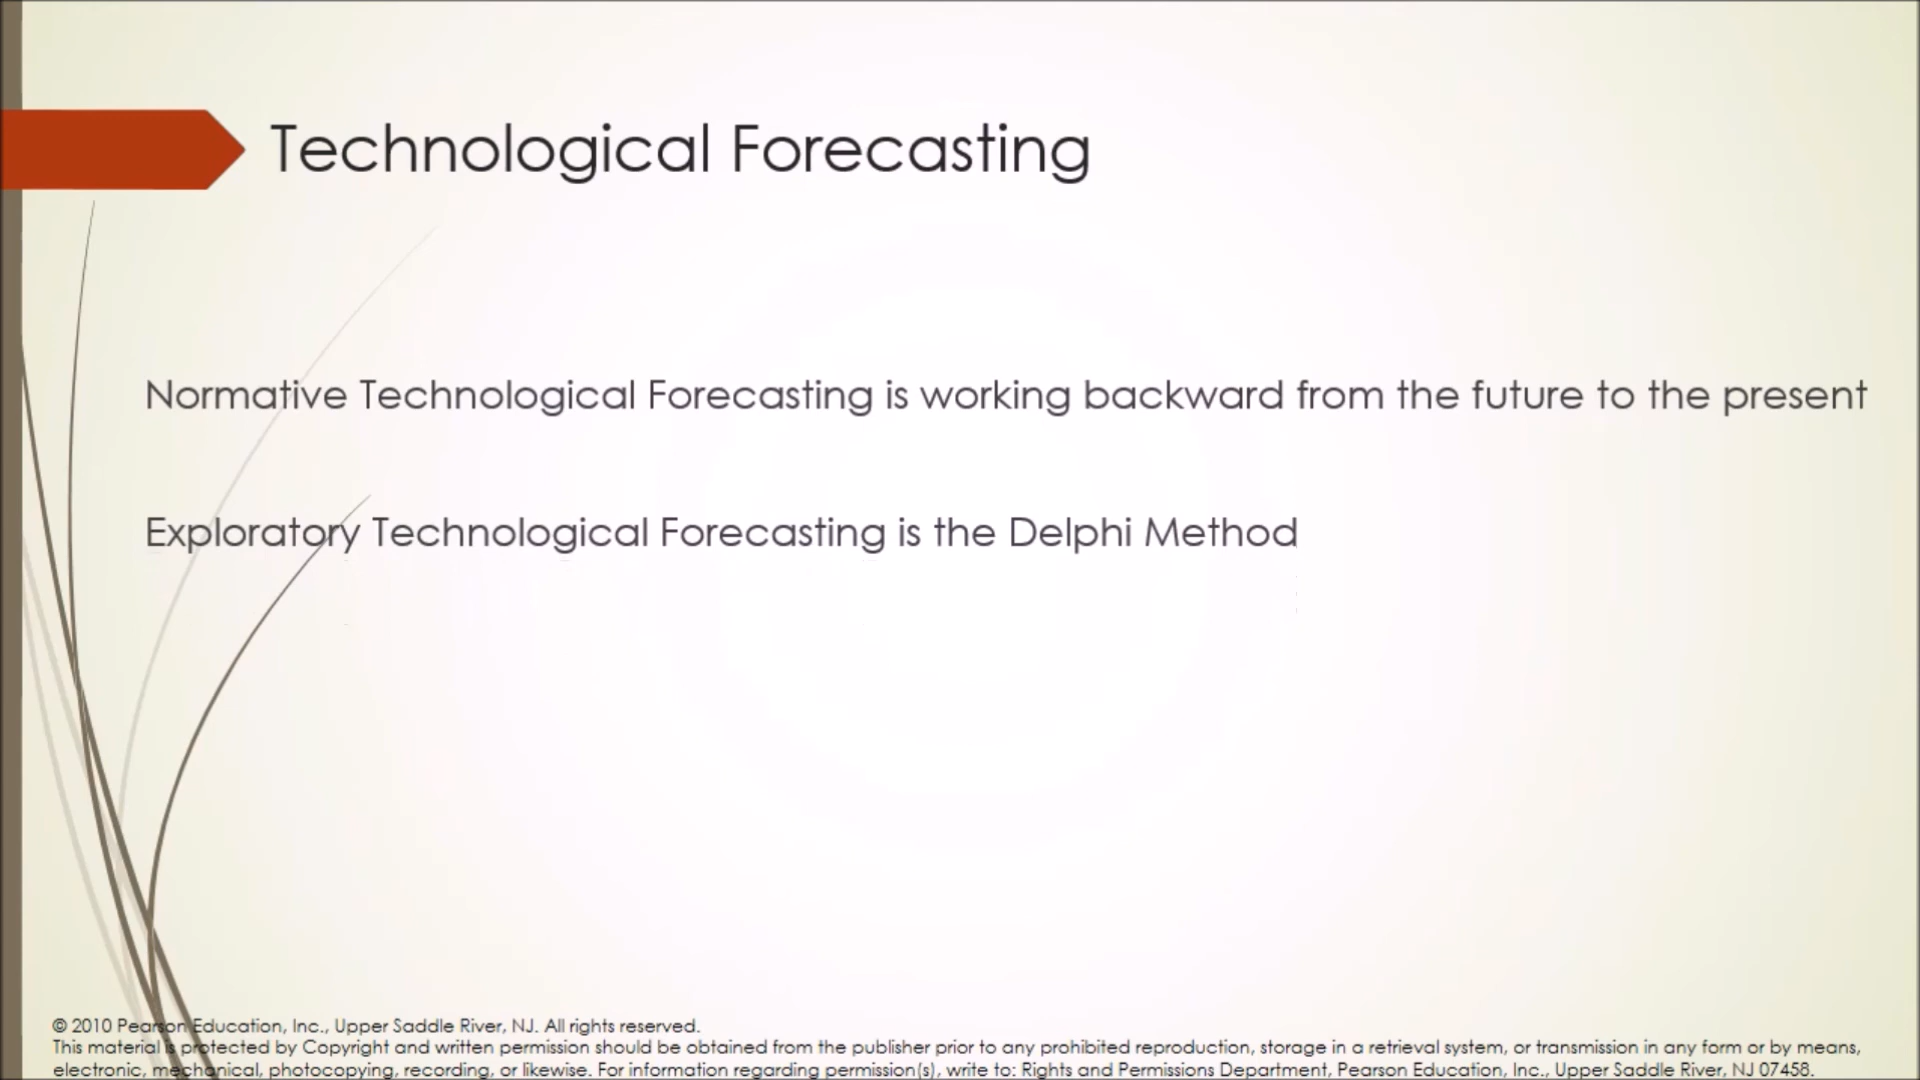 Technological Forecasting
Normative Technological Forecasting is working backward from the future to the present
Exploratory Technological Forecasting is the Delphi Method
© 2010 Pearson Education, Inc., Upper Saddle River, NJ. All rights reserved.
This material is protected by Copyright and written permission should be obtained from the publisher prior to any prohibited reproduction, storage in a retrieval system, or transmission in any form or by means,
electronic, mechanical, photocopying, recording, or likewise. For information regarding permission(s), write to: Rights and Permissions Department, Pearson Education, Inc., Upper Saddle River, NJ 07458.